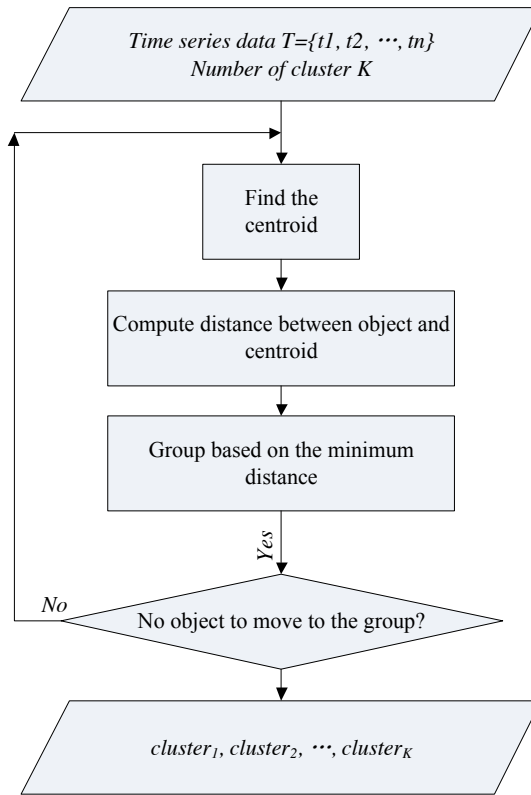 Time series data T={t1, t2, ···, tn}
Number of cluster K
Find the
centroid
Compute distance between object and
centroid
Group based on the minimum
distance
Yes
No
No object to move to the group?
cluster₁, cluster₂, ···, clusterK